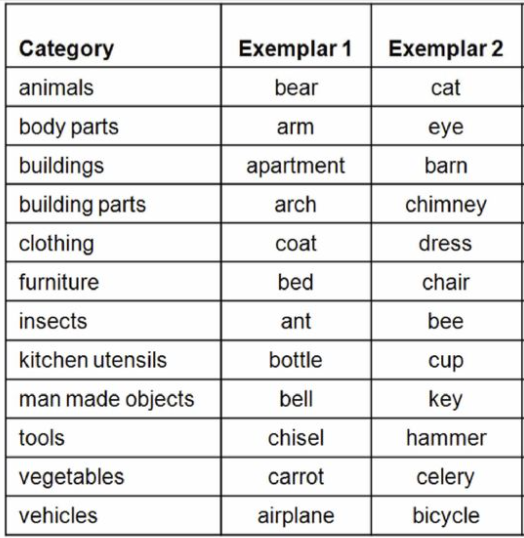 Category Exemplar 1 Exemplar 2
animals bear cat
body parts arm eye
buildings apartment barn
building parts arch chimney
clothing coat dress
furniture bed chair
insects ant bee
kitchen utensils bottle cup
man made objects bell key
tools chisel hammer
vegetables carrot celery
vehicles airplane bicycle